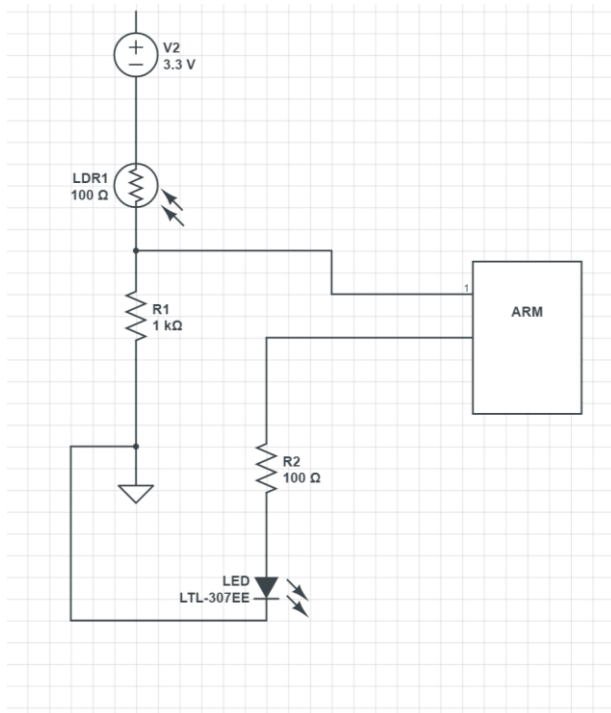 V2
3.3 V
LDR1
100 Ω
1
ARM
R1
1 kΩ
R2
100 Ω
LED
LTL-307EE